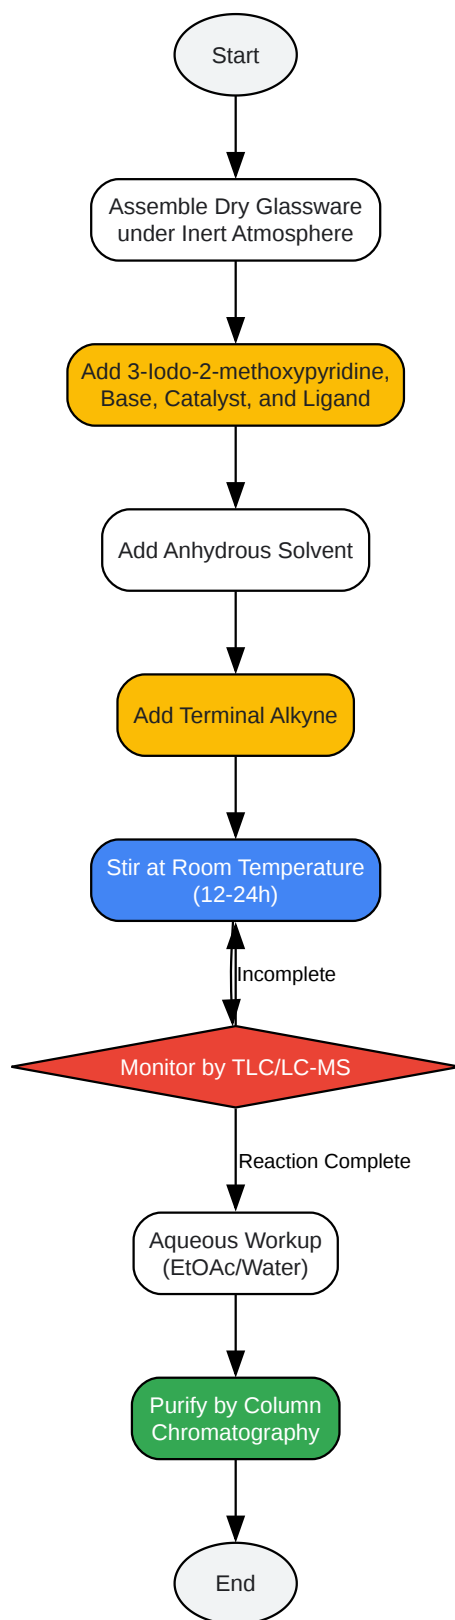 Start
Assemble Dry Glassware
under Inert Atmosphere
Add 3-Iodo-2-methoxypyridine,
Base, Catalyst, and Ligand
Add Anhydrous Solvent
Add Terminal Alkyne
Stir at Room Temperature
(12-24h)
Incomplete
Monitor by TLC/LC-MS
Reaction Complete
Aqueous Workup
(EtOAc/Water)
Purify by Column
Chromatography
End